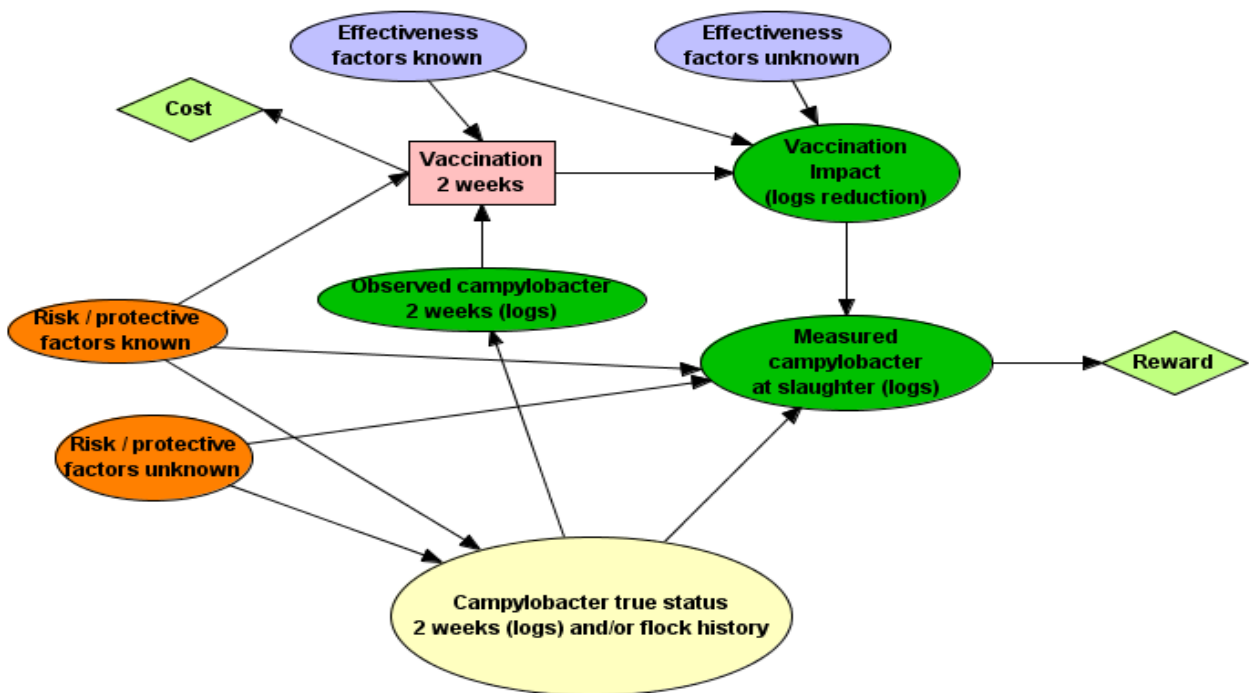 Effectiveness
factors known
Effectiveness
factors unknown
Cost
Vaccination
2 weeks
Vaccination
Impact
(logs reduction)
Observed campylobacter
2 weeks (logs)
Risk / protective
factors known
Measured
campylobacter
at slaughter (logs)
Reward
Risk / protective
factors unknown
Campylobacter true status
2 weeks (logs) and/or flock history